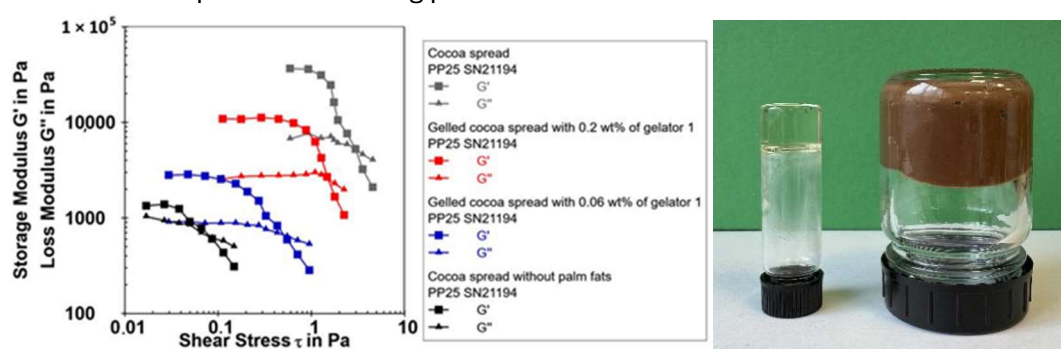 1 × 10⁵
10000
1000
100
0.01
0.1
1
10
Storage Modulus G' in Pa
Loss Modulus G" in Pa
Shear Stress τ in Pa
Cocoa spread
PP25 SN21194
G'
G"
Gelled cocoa spread with 0.2 wt% of gelator 1
PP25 SN21194
G'
G"
Gelled cocoa spread with 0.06 wt% of gelator 1
PP25 SN21194
G'
G"
Cocoa spread without palm fats
PP25 SN21194
G'
G"